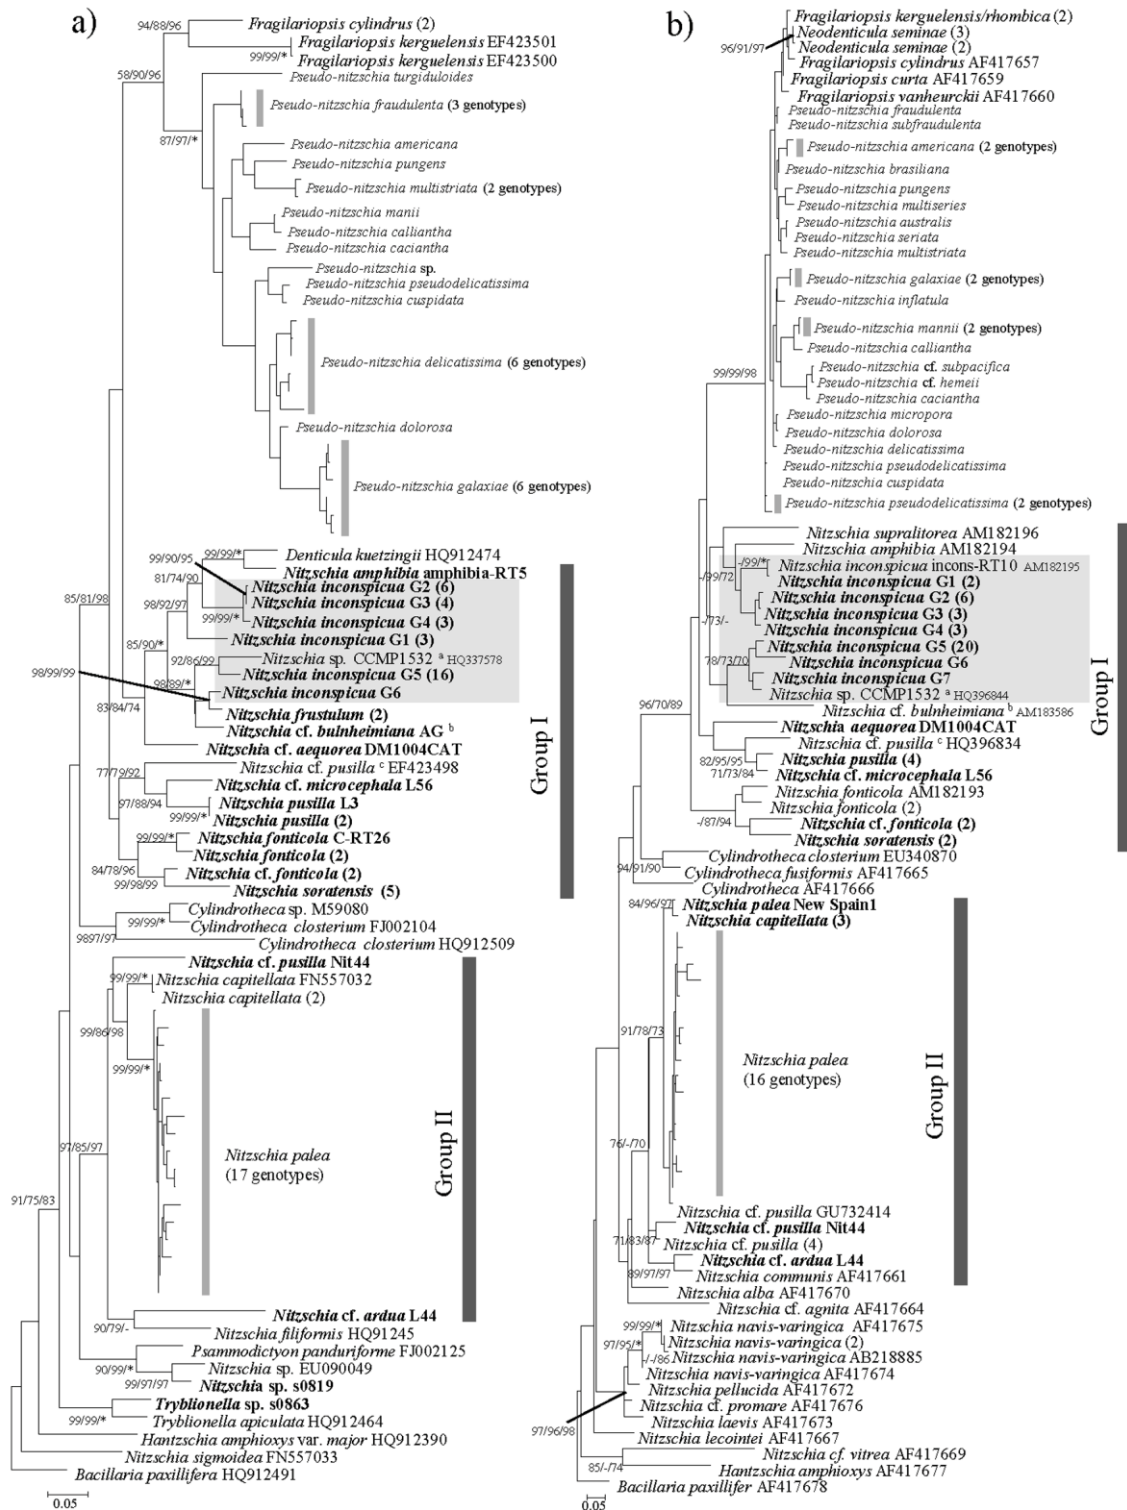 a)
94/88/96
Fragilariopsis cylindrus (2)
Fragilariopsis kerguelensis EF423501
99/99/*
Fragilariopsis kerguelensis EF423500
58/90/96
Pseudo-nitzschia turgiduloides
Pseudo-nitzschia fraudulenta (3 genotypes)
87/97/*
Pseudo-nitzschia americana
Pseudo-nitzschia pungens
Pseudo-nitzschia multistriata (2 genotypes)
Pseudo-nitzschia manii
Pseudo-nitzschia calliantha
Pseudo-nitzschia caciantha
Pseudo-nitzschia sp.
Pseudo-nitzschia pseudodelicatissima
Pseudo-nitzschia cuspidata
Pseudo-nitzschia delicatissima (6 genotypes)
Pseudo-nitzschia dolorosa
Pseudo-nitzschia galaxiae (6 genotypes)
99/90/95
99/99/*
Denticula kuetzingii HQ912474
Nitzschia amphibia amphibia-RT5
81/74/90
Nitzschia inconspicua G2 (6)
85/81/98
98/92/97
Nitzschia inconspicua G3 (4)
99/99/*
Nitzschia inconspicua G4 (3)
85/90/*
Nitzschia inconspicua G1 (3)
92/86/99
Nitzschia sp. CCMP1532 a HQ337578
98/99/99
98/89/*
Nitzschia inconspicua G5 (16)
Nitzschia inconspicua G6
83/84/74
Nitzschia frustulum (2)
Nitzschia cf. bulnheimiana AG b
Nitzschia cf. aequorea DM1004CAT
77/79/92
Nitzschia cf. pusilla c EF423498
Nitzschia cf. microcephala L56
97/88/94
Nitzschia pusilla L3
99/99/*
Nitzschia pusilla (2)
99/99/*
Nitzschia fonticola C-RT26
Nitzschia fonticola (2)
84/78/96
Nitzschia cf. fonticola (2)
99/98/99
Nitzschia soratensis (5)
Group I
Cylindrotheca sp. M59080
99/99/*
Cylindrotheca closterium FJ002104
9897/97
Cylindrotheca closterium HQ912509
Nitzschia cf. pusilla Nit44
99/99/*
Nitzschia capitellata FN557032
Nitzschia capitellata (2)
99/86/98
99/99/*
Nitzschia palea
(17 genotypes)
Group II
97/85/97
91/75/83
Nitzschia cf. ardua L44
90/79/-
Nitzschia filiformis HQ91245
Psammodictyon panduriforme FJ002125
90/99/*
Nitzschia sp. EU090049
99/97/97
Nitzschia sp. s0819
Tryblionella sp. s0863
99/99/*
Tryblionella apiculata HQ912464
Hantzschia amphioxys var. major HQ912390
Nitzschia sigmoidea FN557033
Bacillaria paxillifera HQ912491
0.05
b)
Fragilariopsis kerguelensis/rhombica (2)
Neodenticula seminae (3)
96/91/97
Neodenticula seminae (2)
Fragilariopsis cylindrus AF417657
Fragilariopsis curta AF417659
Fragilariopsis vanheurckii AF417660
Pseudo-nitzschia fraudulenta
Pseudo-nitzschia subfraudulenta
Pseudo-nitzschia americana (2 genotypes)
Pseudo-nitzschia brasiliana
Pseudo-nitzschia pungens
Pseudo-nitzschia multiseries
Pseudo-nitzschia australis
Pseudo-nitzschia seriata
Pseudo-nitzschia multistriata
Pseudo-nitzschia galaxiae (2 genotypes)
Pseudo-nitzschia inflatula
Pseudo-nitzschia mannii (2 genotypes)
Pseudo-nitzschia calliantha
Pseudo-nitzschia cf. subpacifica
99/99/98
Pseudo-nitzschia cf. hemeii
Pseudo-nitzschia caciantha
Pseudo-nitzschia micropora
Pseudo-nitzschia dolorosa
Pseudo-nitzschia delicatissima
Pseudo-nitzschia pseudodelicatissima
Pseudo-nitzschia cuspidata
Pseudo-nitzschia pseudodelicatissima (2 genotypes)
Nitzschia supralitorea AM182196
Nitzschia amphibia AM182194
-/99/*
Nitzschia inconspicua incons-RT10 AM182195
-/99/72
Nitzschia inconspicua G1 (2)
Nitzschia inconspicua G2 (6)
Nitzschia inconspicua G3 (3)
-/73/-
Nitzschia inconspicua G4 (3)
Nitzschia inconspicua G5 (20)
78/73/70
Nitzschia inconspicua G6
Nitzschia inconspicua G7
Nitzschia sp. CCMP1532 a HQ396844
96/70/89
Nitzschia cf. bulnheimiana b AM183586
Nitzschia aequorea DM1004CAT
Nitzschia cf. pusilla c HQ396834
82/95/95
Nitzschia pusilla (4)
71/73/84
Nitzschia cf. microcephala L56
Nitzschia fonticola AM182193
Nitzschia fonticola (2)
-/87/94
Nitzschia cf. fonticola (2)
Nitzschia soratensis (2)
Group I
Cylindrotheca closterium EU340870
94/91/90
Cylindrotheca fusiformis AF417665
Cylindrotheca AF417666
84/96/97
Nitzschia palea New Spain1
Nitzschia capitellata (3)
91/78/73
Nitzschia palea
(16 genotypes)
Group II
76/-/70
Nitzschia cf. pusilla GU732414
Nitzschia cf. pusilla Nit44
71/83/87
Nitzschia cf. pusilla (4)
Nitzschia cf. ardua L44
89/97/97
Nitzschia communis AF417661
Nitzschia alba AF417670
Nitzschia cf. agnita AF417664
99/99/*
Nitzschia navis-varingica AF417675
97/95/*
Nitzschia navis-varingica (2)
-/-/86
Nitzschia navis-varingica AB218885
Nitzschia navis-varingica AF417674
Nitzschia pellucida AF417672
Nitzschia cf. promare AF417676
Nitzschia laevis AF417673
97/96/98
Nitzschia lecointei AF417667
Nitzschia cf. vitrea AF417669
85/-/74
Hantzschia amphioxys AF417677
Bacillaria paxillifer AF417678
0.05